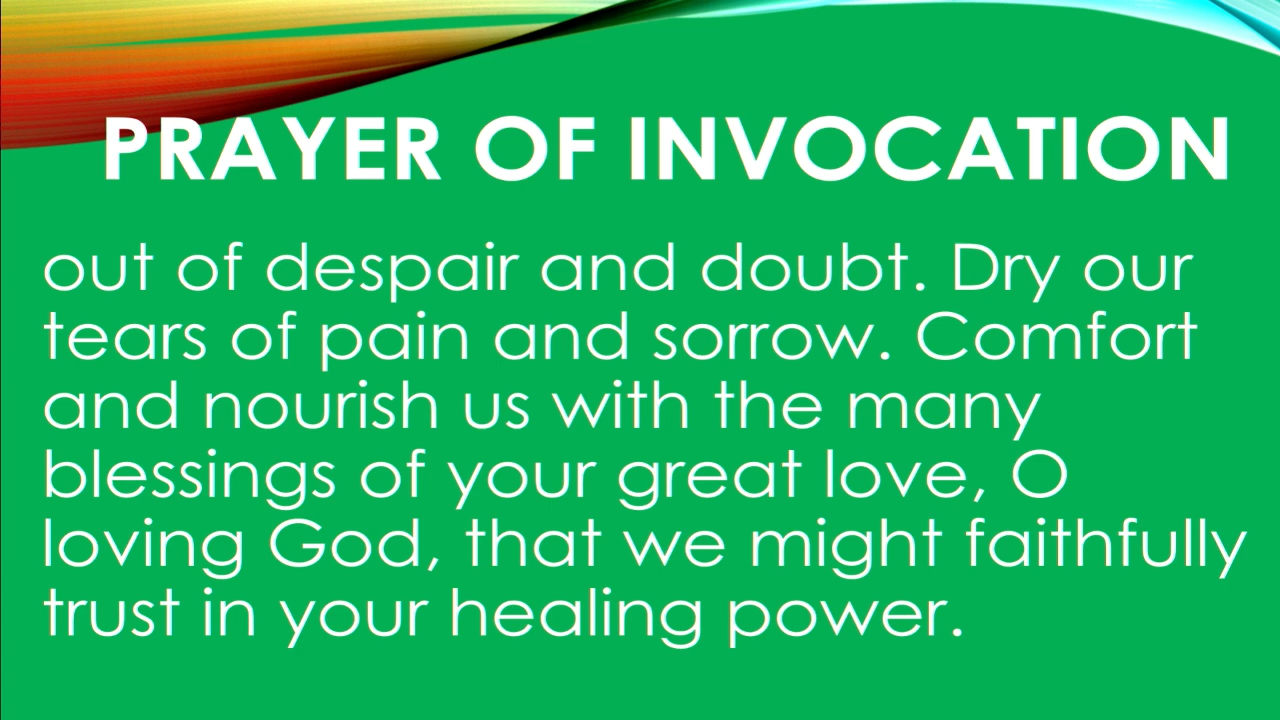 PRAYER OF INVOCATION
out of despair and doubt. Dry our
tears of pain and sorrow. Comfort
and nourish us with the many
blessings of your great love, O
loving God, that we might faithfully
trust in your healing power.